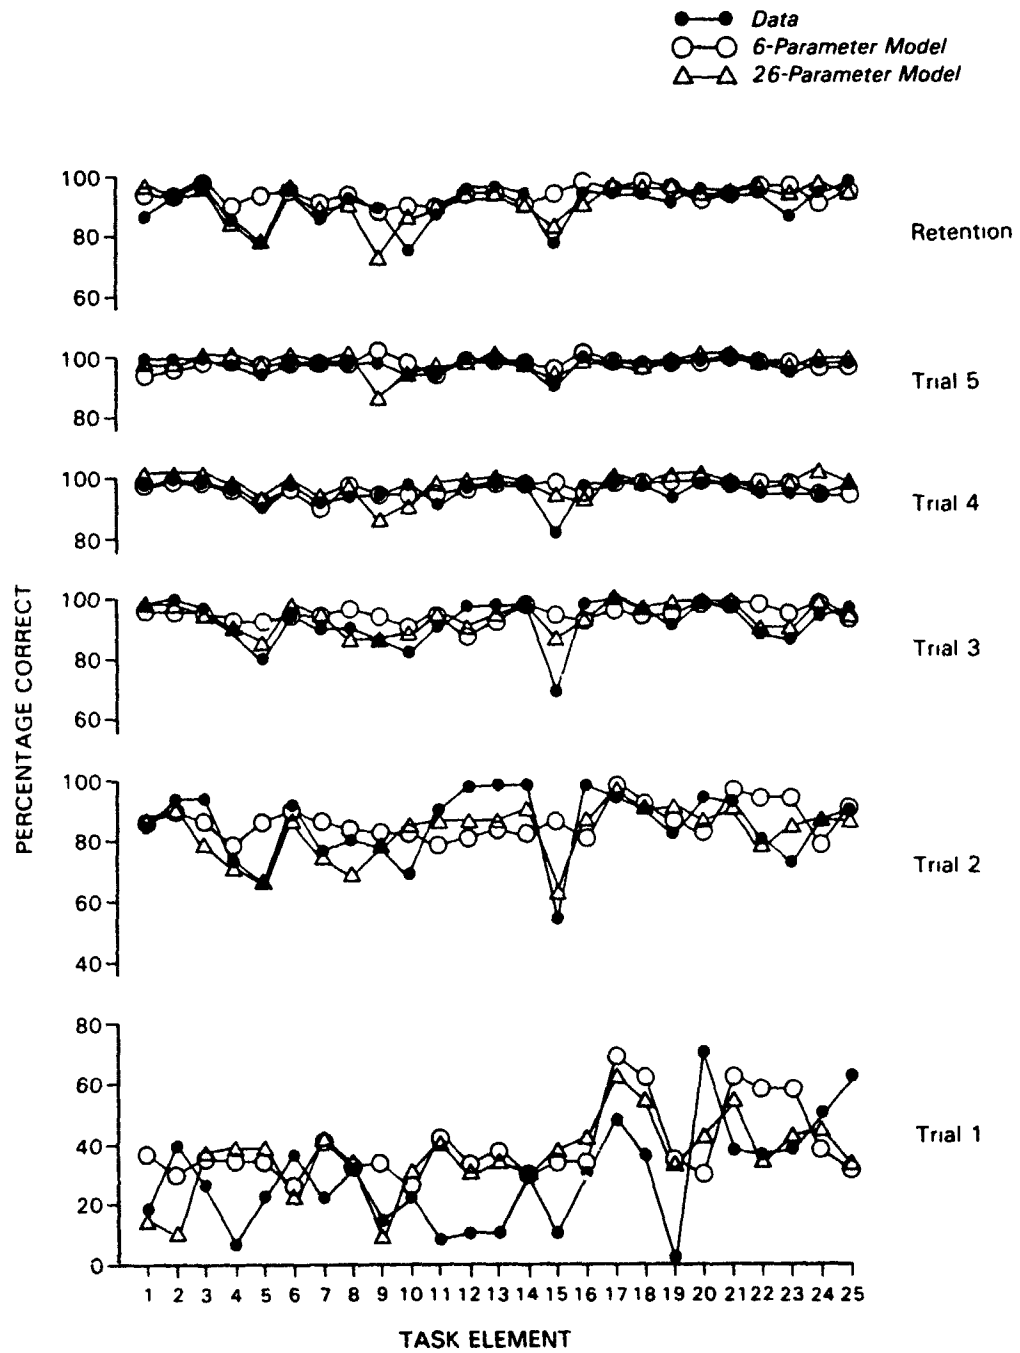 Data
6-Parameter Model
26-Parameter Model
100
80
60
Retention
100
80
Trial 5
100
80
Trial 4
100
80
60
Trial 3
100
80
60
40
Trial 2
80
60
40
20
0
Trial 1
PERCENTAGE CORRECT
1 2 3 4 5 6 7 8 9 10 11 12 13 14 15 16 17 18 19 20 21 22 23 24 25
TASK ELEMENT